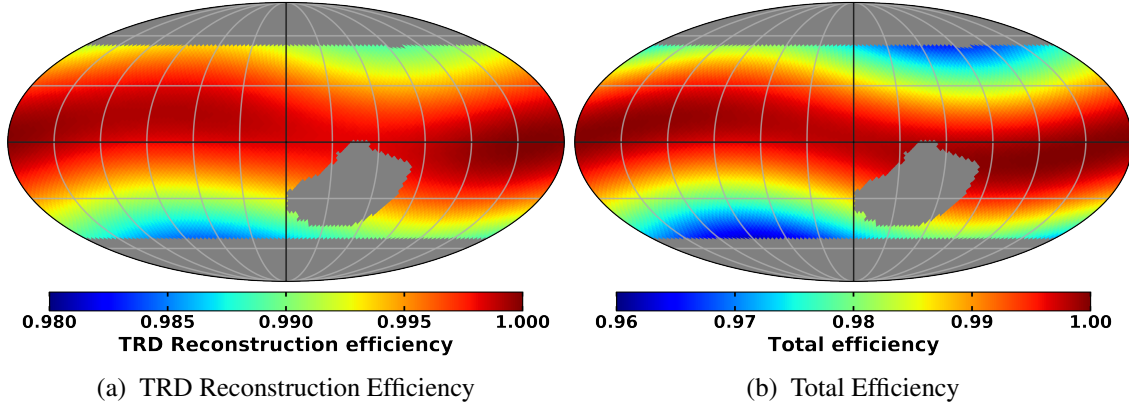 0.980 0.985 0.990 0.995 1.000
TRD Reconstruction efficiency
(a) TRD Reconstruction Efficiency
0.96 0.97 0.98 0.99 1.00
Total efficiency
(b) Total Efficiency